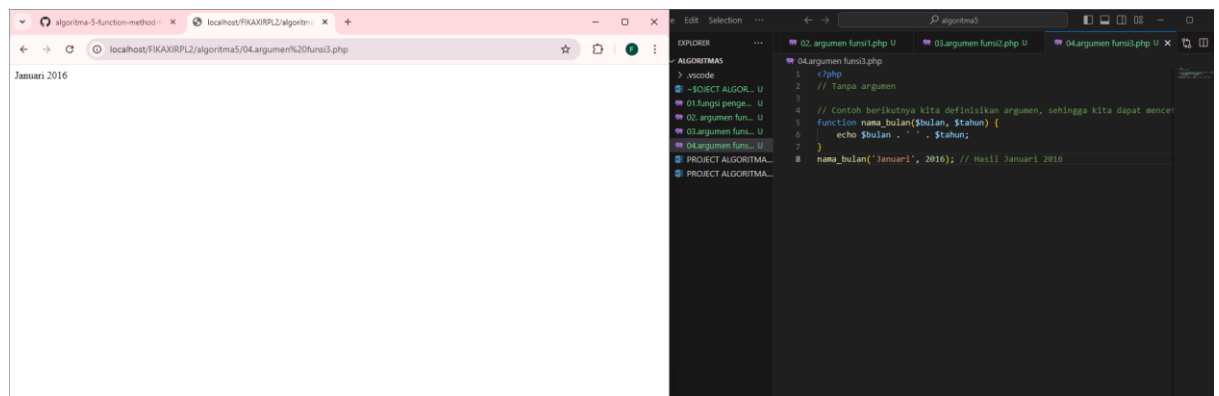 algoritma-5-function-method-f
localhost/FIKAXIRPL2/algoritm
localhost/FIKAXIRPL2/algoritma5/04.argumen%20funsi3.php
F
Januari 2016
e Edit Selection ...
algoritma5
EXPLORER ...
ALGORITMA5
.vscode
~$OJECT ALGOR... U
01.fungsi penge... U
02. argumen fun... U
03.argumen funs... U
04.argumen funs... U
PROJECT ALGORITMA...
PROJECT ALGORITMA...
02. argumen funsi1.php U
03.argumen funsi2.php U
04.argumen funsi3.php U
04.argumen funsi3.php
1 <?php
2 // Tanpa argumen
3
4 // Contoh berikutnya kita definisikan argumen, sehingga kita dapat mencet
5 function nama_bulan($bulan, $tahun) {
6 echo $bulan . ' ' . $tahun;
7 }
8 nama_bulan('Januari', 2016); // Hasil Januari 2016